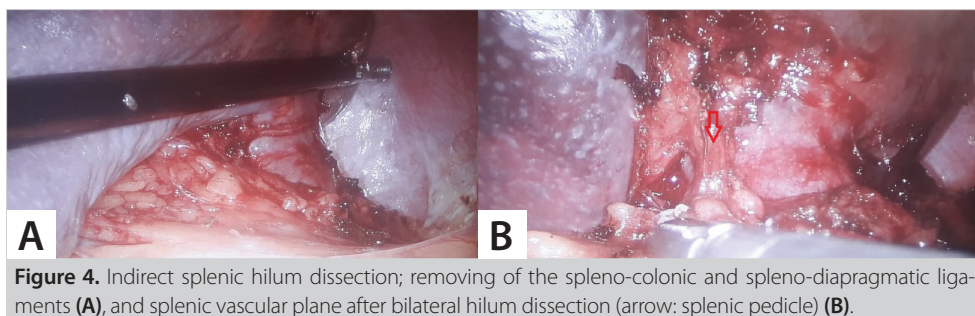 A
B
Figure 4. Indirect splenic hilum dissection; removing of the spleno-colonic and spleno-diapragmatic liga-
ments (A), and splenic vascular plane after bilateral hilum dissection (arrow: splenic pedicle) (B).